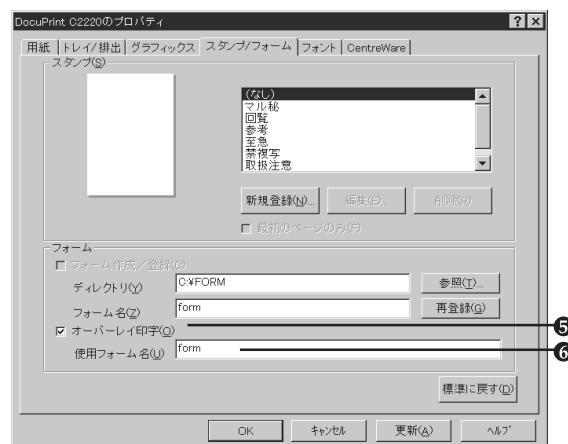 DocuPrint C2220のプロパティ
? ×
用紙 トレイ/排出 グラフィックス スタンプ/フォーム フォント CentreWare
スタンプ(S)
(なし)
マル秘
回覧
参考
至急
禁複写
取扱注意
新規登録(N)... 編集(E)... 削除(R)
最初のページのみ(F)
フォーム
フォーム作成/登録(C)
ディレクトリ(Y) C:¥FORM 参照(T)...
フォーム名(Z) form 再登録(G)
オーバーレイ印字(O) ❺
使用フォーム名(U) form ❻
標準に戻す(D)
OK キャンセル 更新(A) ヘルプ